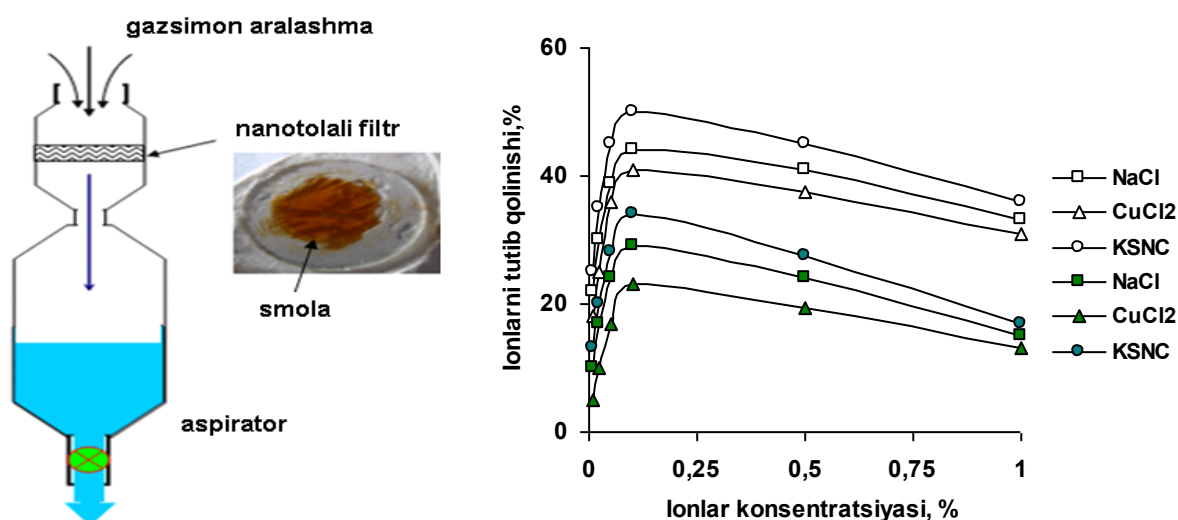 gazsimon aralashma
nanotolali filtr
smola
aspirator
Ionlarni tutib qolinishi,%
60
40
20
0
0
0,25
0,5
0,75
1
Ionlar konsentratsiyasi, %
NaCl
CuCl2
KSNC
NaCl
CuCl2
KSNC